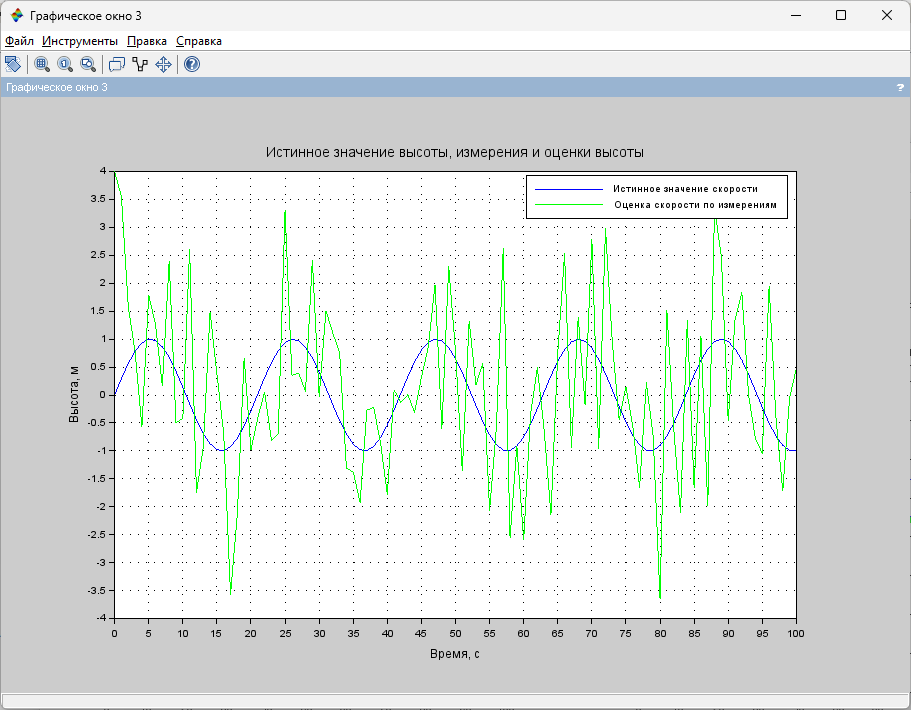 Графическое окно 3
Файл Инструменты Правка Справка
Графическое окно 3 ?
Истинное значение высоты, измерения и оценки высоты
Истинное значение скорости
Оценка скорости по измерениям
4
3.5
3
2.5
2
1.5
1
0.5
0
-0.5
-1
-1.5
-2
-2.5
-3
-3.5
-4
Высота, м
0 5 10 15 20 25 30 35 40 45 50 55 60 65 70 75 80 85 90 95 100
Время, с